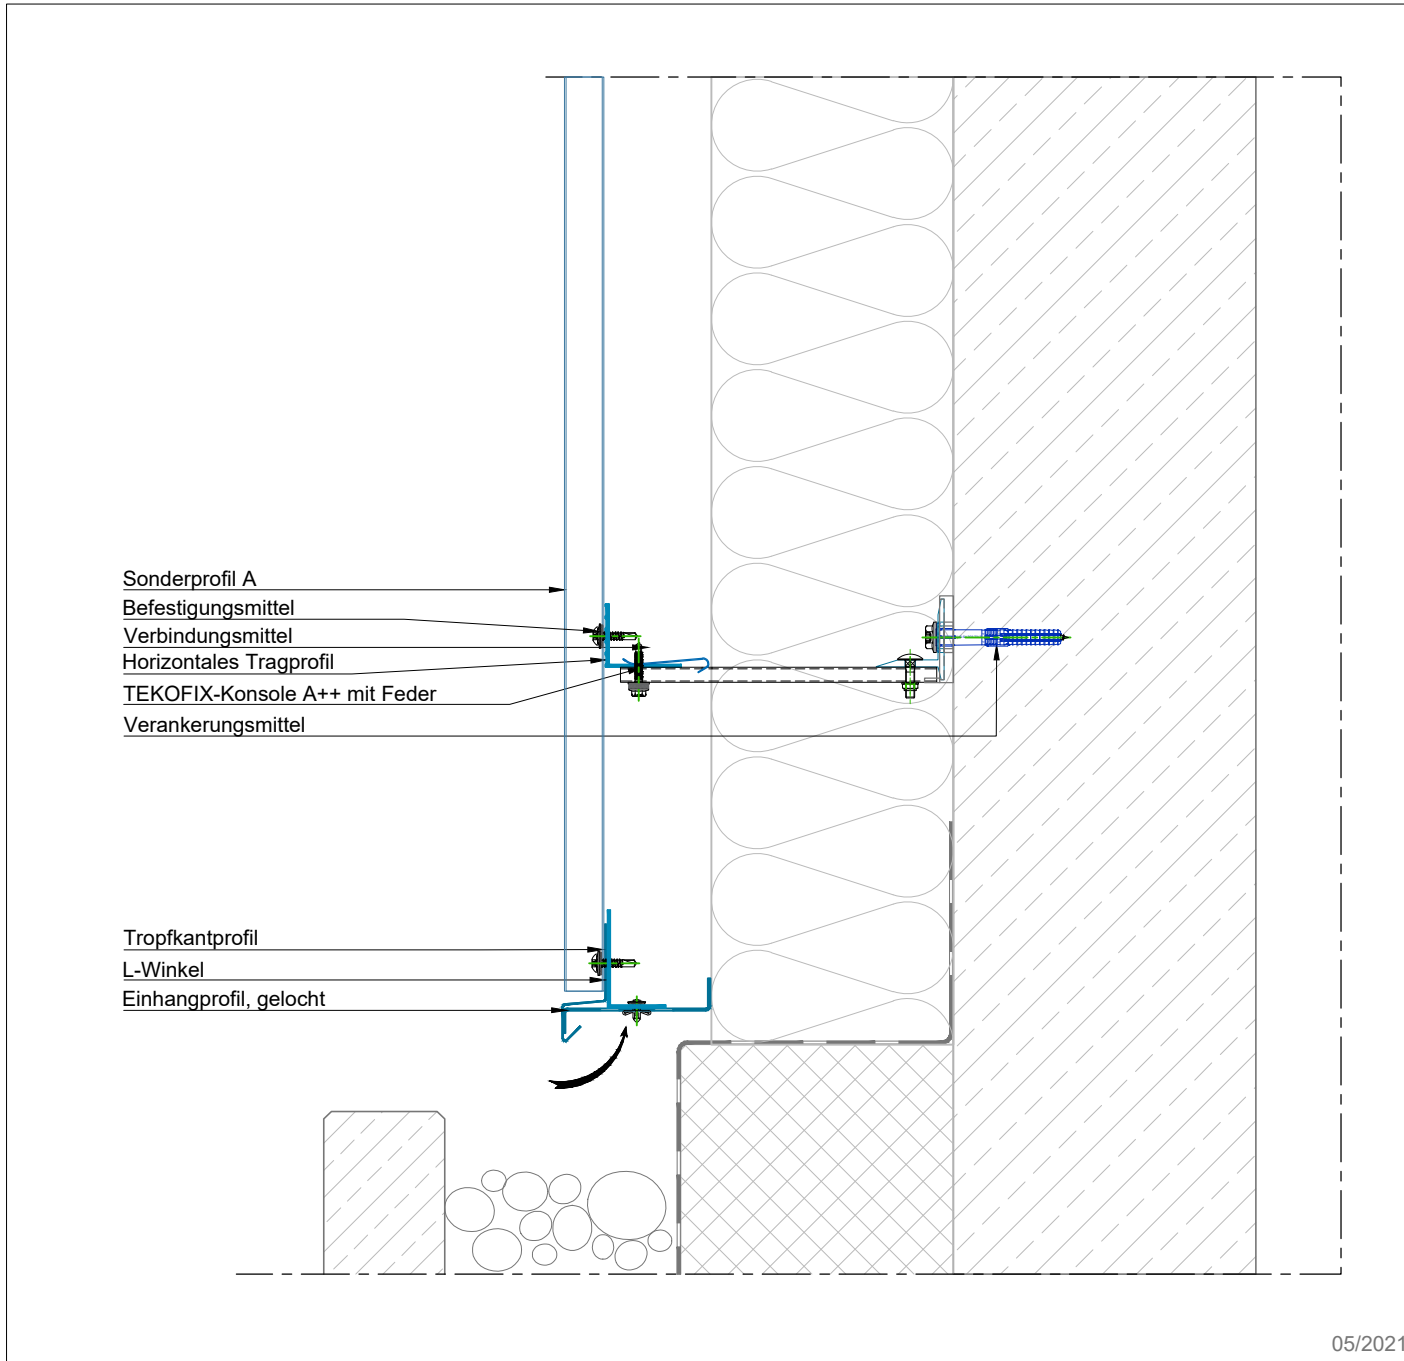 Sonderprofil A
Befestigungsmittel
Verbindungsmittel
Horizontales Tragprofil
TEKOFIX-Konsole A++ mit Feder
Verankerungsmittel
Tropfkantprofil
L-Winkel
Einhangprofil, gelocht
05/2021